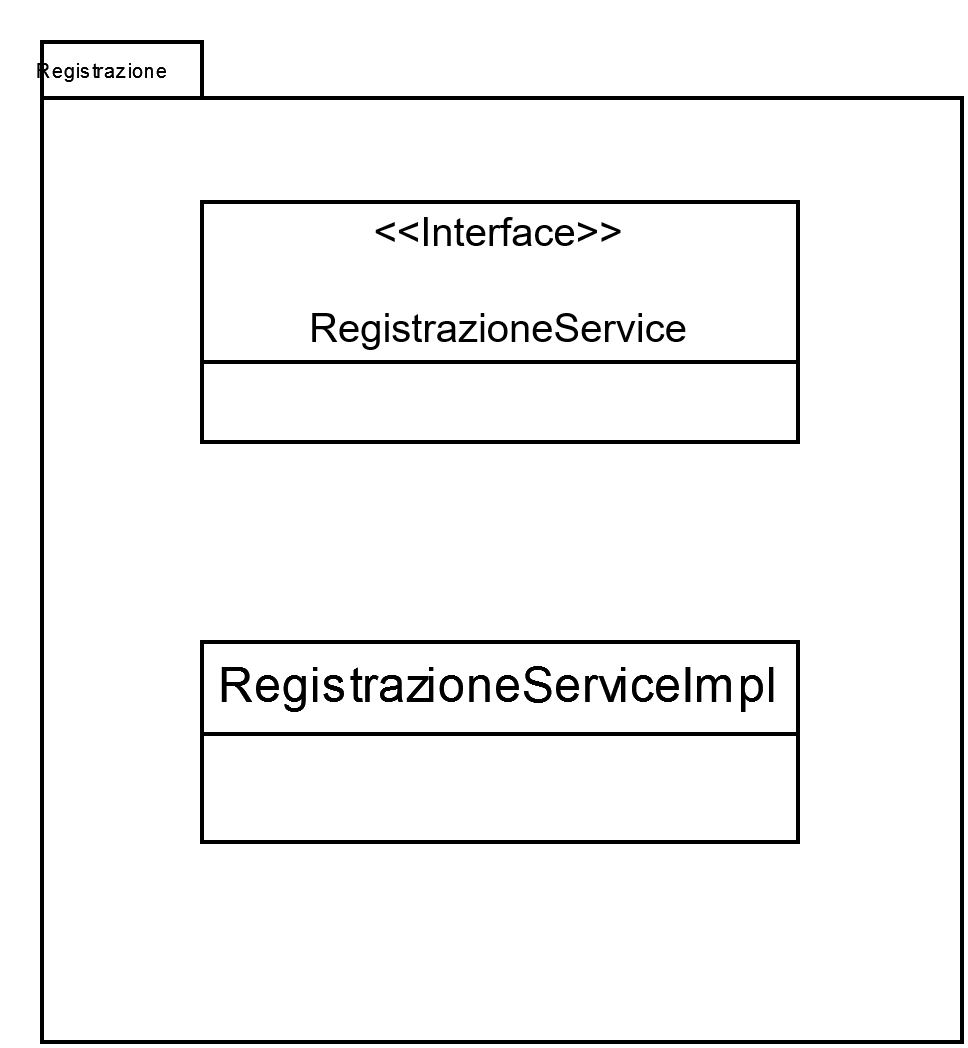 Registrazione
<<Interface>>
RegistrazioneService
RegistrazioneServiceImpl